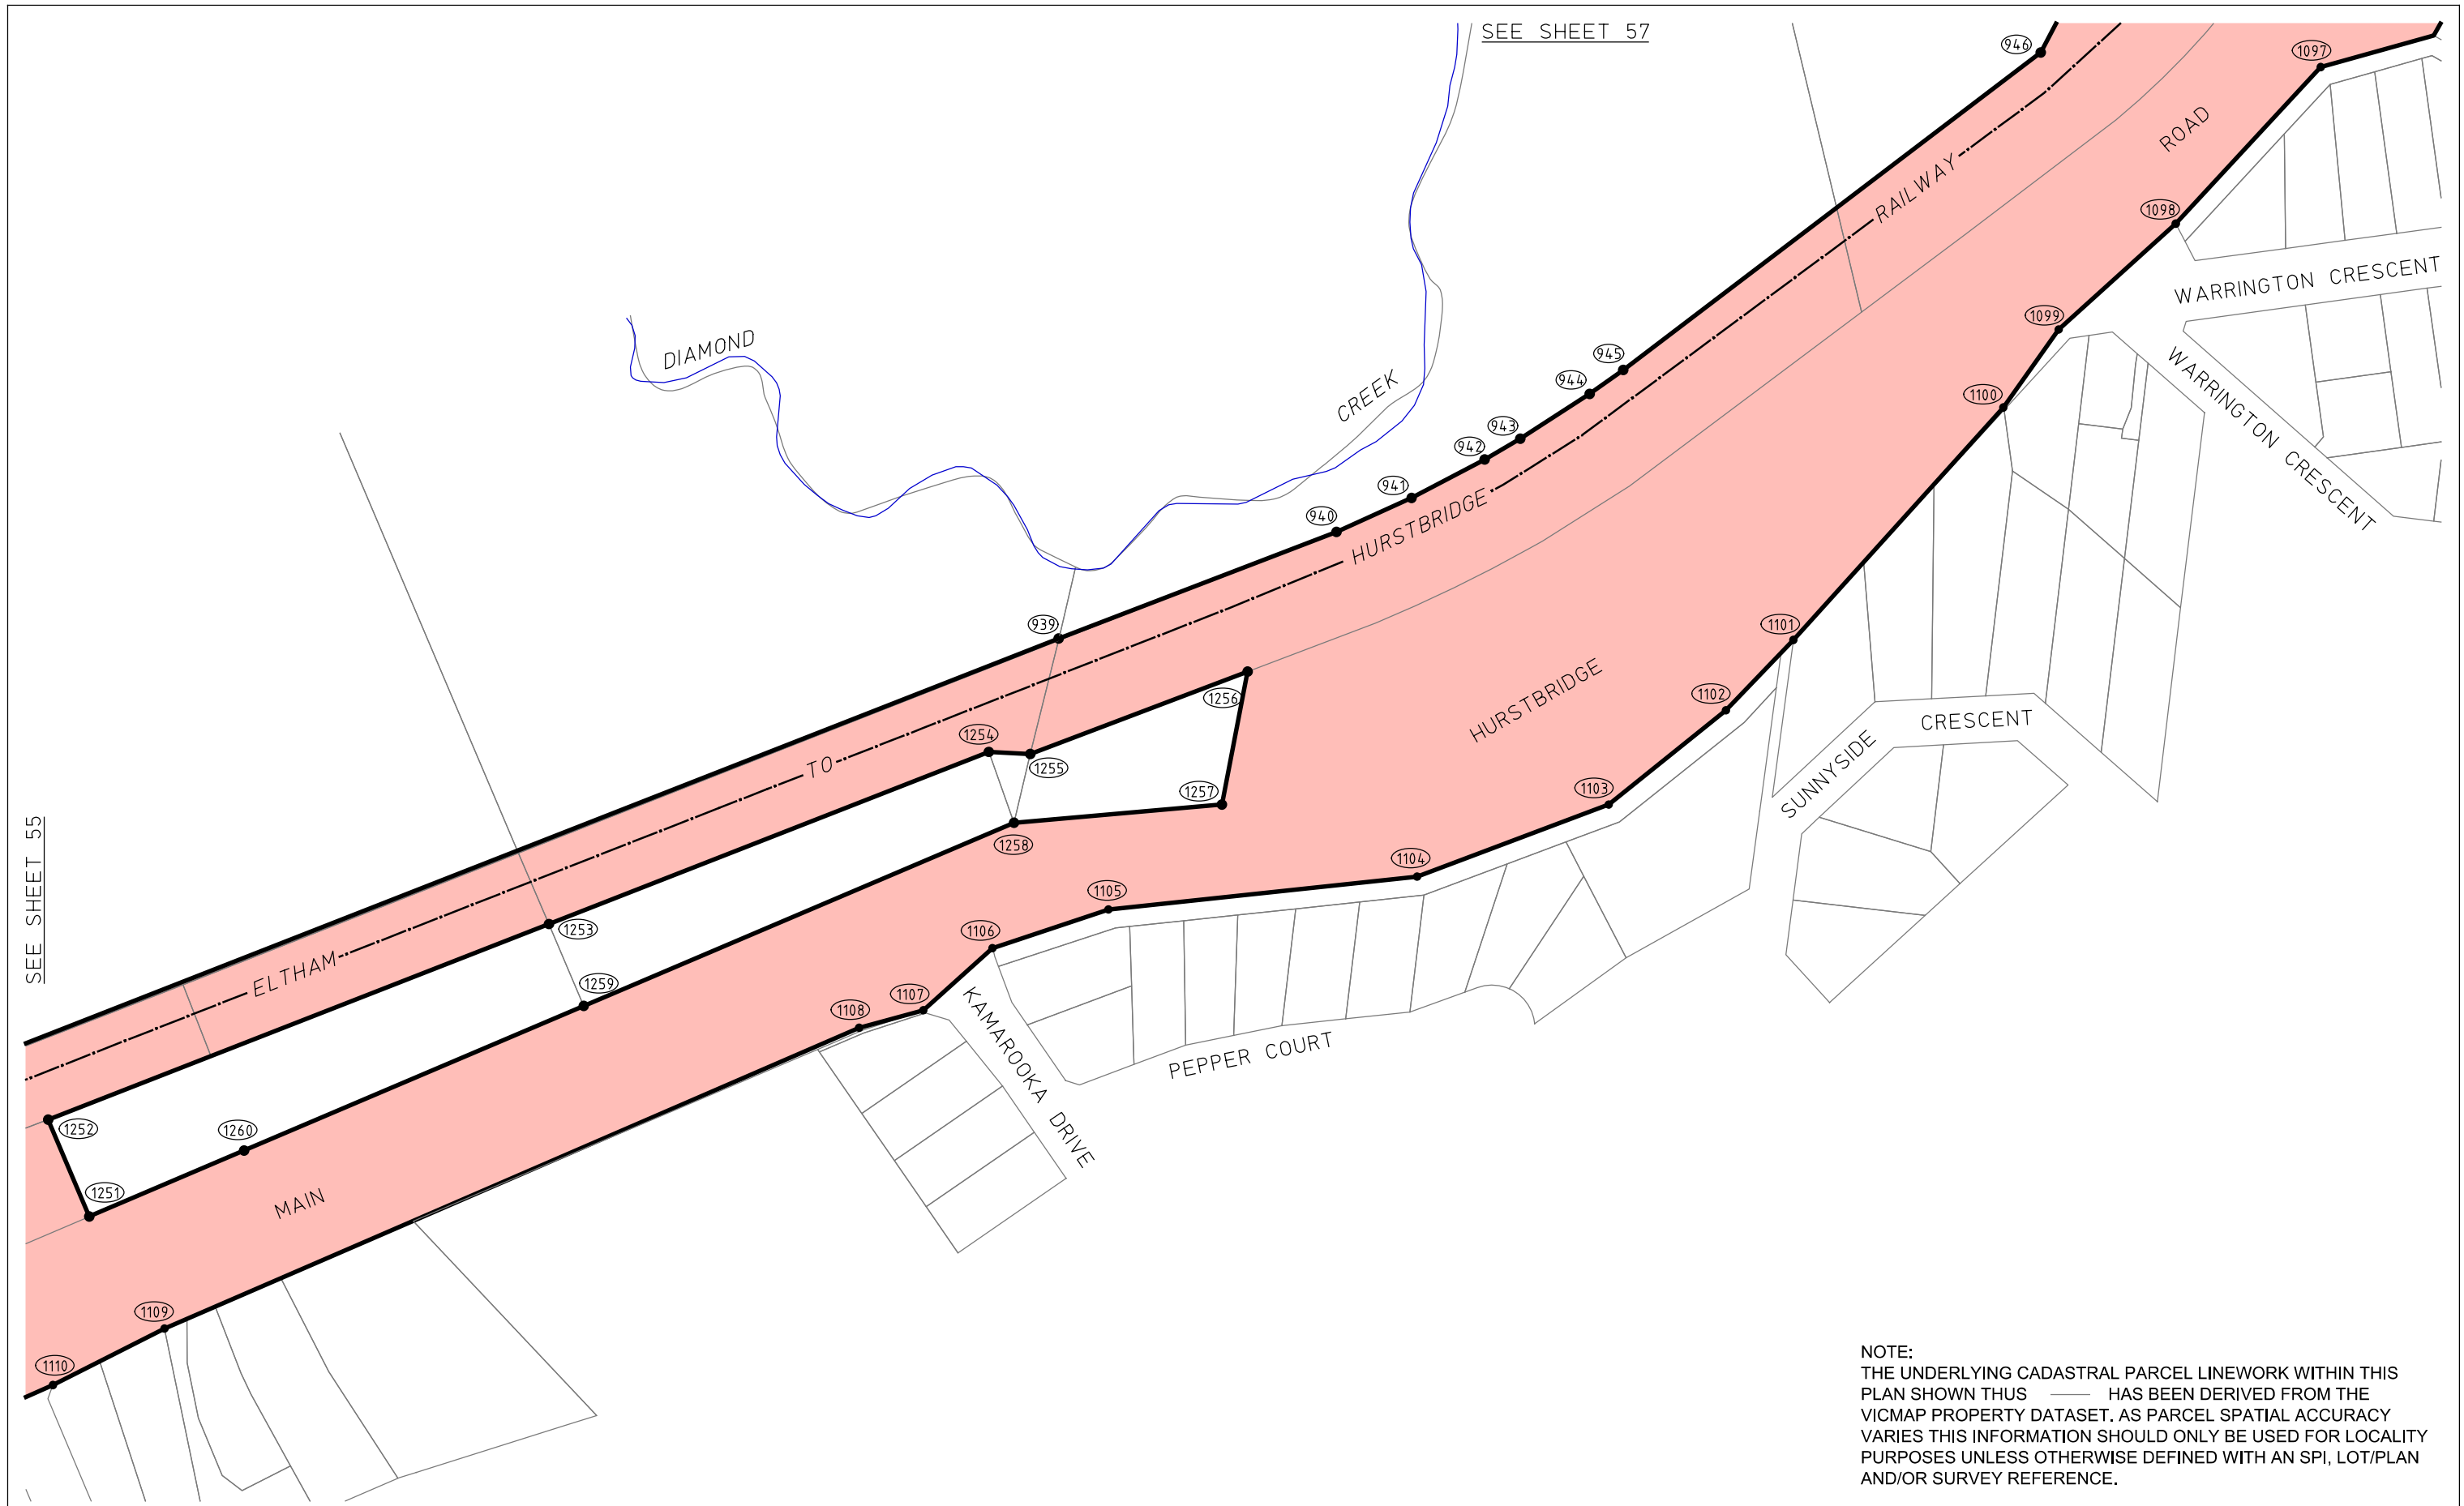 SEE SHEET 57
946
1097
ROAD
RAILWAY
1098
WARRINGTON CRESCENT
1099
DIAMOND
945
WARRINGTON CRESCENT
944
CREEK
1100
943
942
941
HURSTBRIDGE
940
939
1101
1256
HURSTBRIDGE
1102
CRESCENT
1254
TO
1255
SUNNYSIDE
1257
1103
SEE SHEET 55
1258
1104
1105
1253
1106
ELTHAM
1259
1107
1108
KAMAROOKA DRIVE
PEPPER COURT
1252
1260
1251
MAIN
1109
1110
NOTE:
THE UNDERLYING CADASTRAL PARCEL LINEWORK WITHIN THIS
PLAN SHOWN THUS —— HAS BEEN DERIVED FROM THE
VICMAP PROPERTY DATASET. AS PARCEL SPATIAL ACCURACY
VARIES THIS INFORMATION SHOULD ONLY BE USED FOR LOCALITY
PURPOSES UNLESS OTHERWISE DEFINED WITH AN SPI, LOT/PLAN
AND/OR SURVEY REFERENCE.